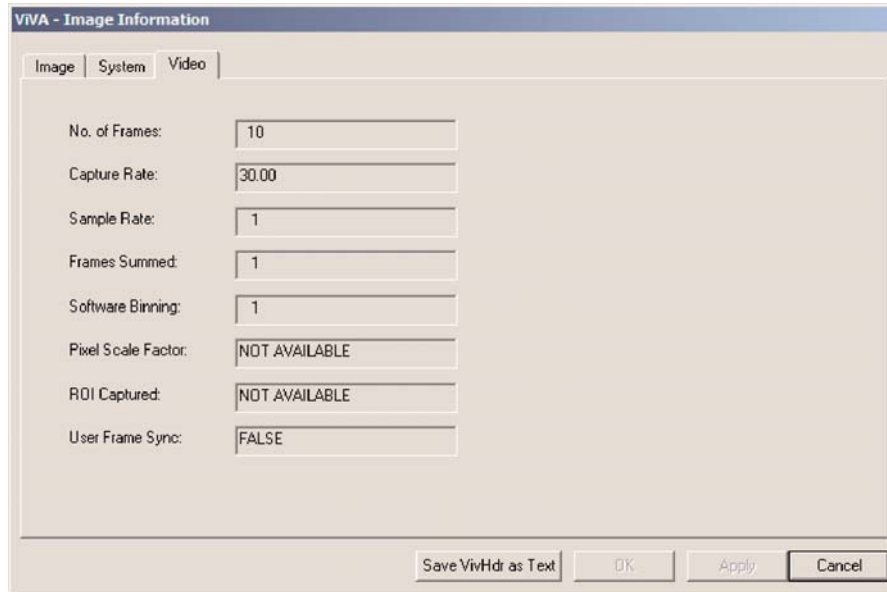 ViVA - Image Information
Image System Video
No. of Frames: 10
Capture Rate: 30.00
Sample Rate: 1
Frames Summed: 1
Software Binning: 1
Pixel Scale Factor: NOT AVAILABLE
ROI Captured: NOT AVAILABLE
User Frame Sync: FALSE
Save VivHdr as Text OK Apply Cancel